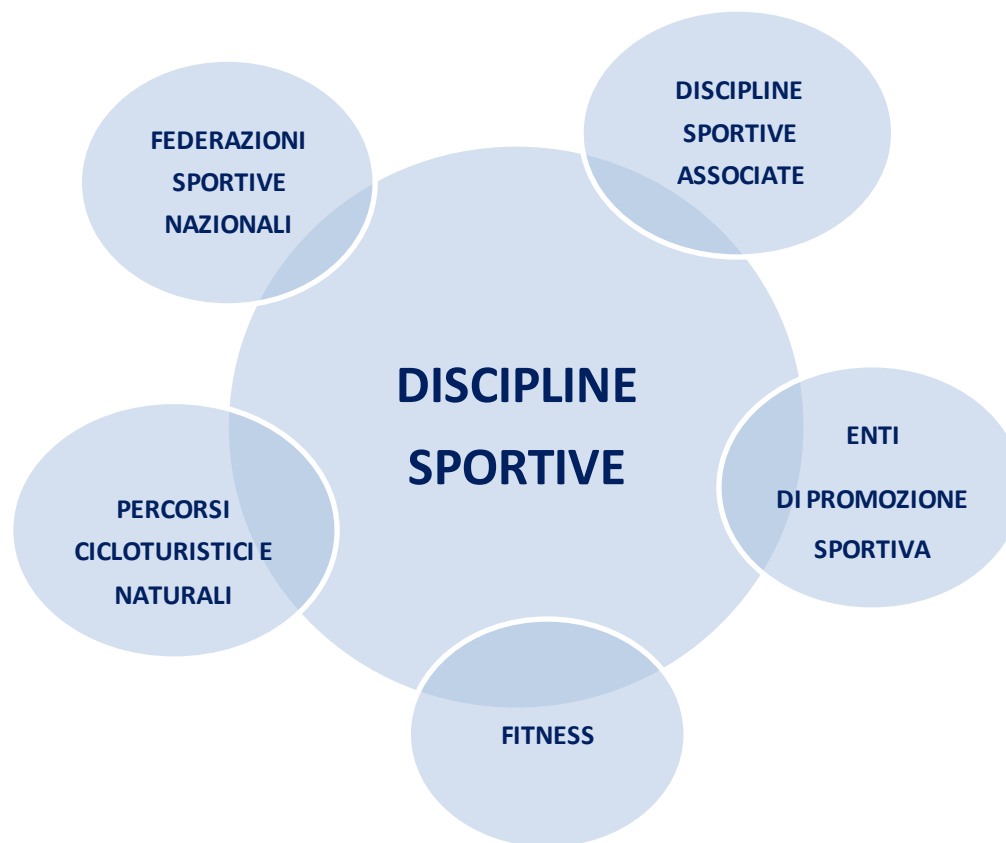 FEDERAZIONI
SPORTIVE
NAZIONALI
DISCIPLINE
SPORTIVE
ASSOCIATE
DISCIPLINE
SPORTIVE
ENTI
DI PROMOZIONE
SPORTIVA
PERCORSI
CICLOTURISTICI E
NATURALI
FITNESS